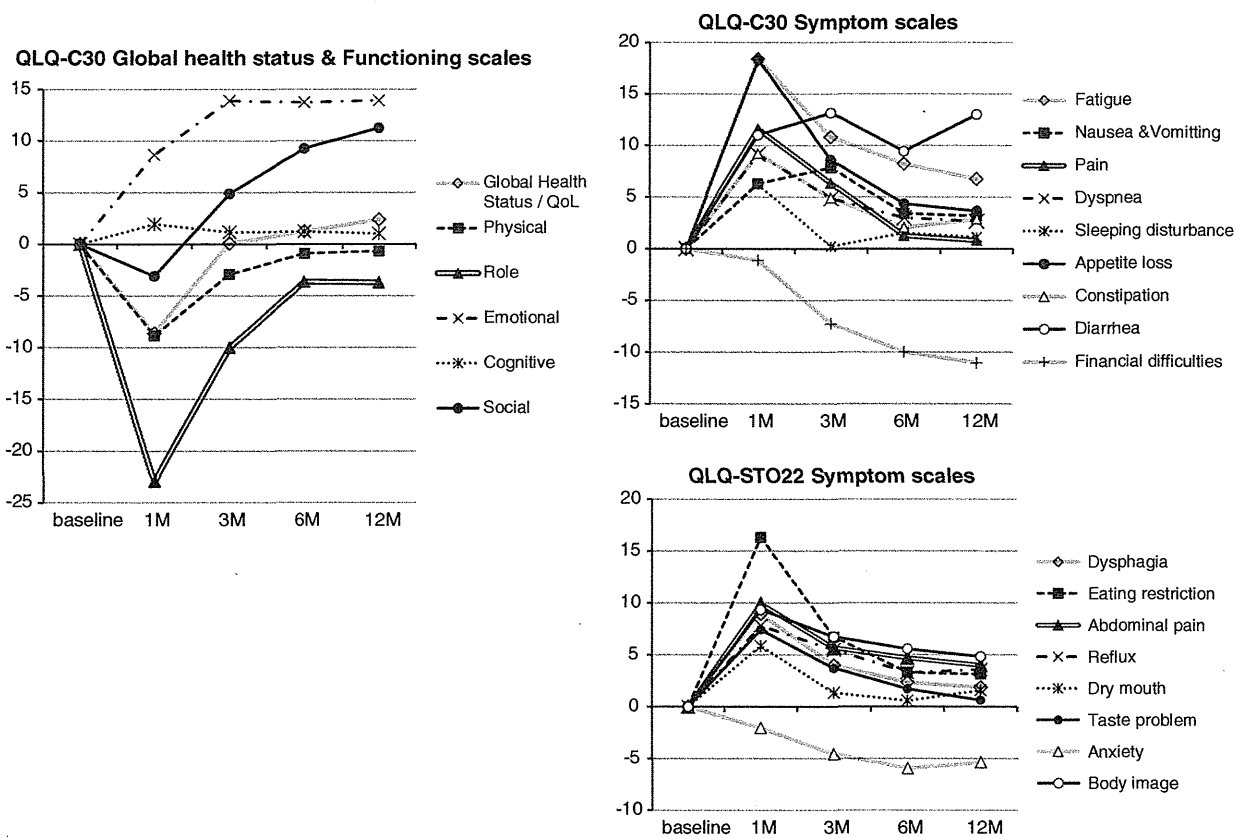 QLQ-C30 Global health status & Functioning scales
15
10
5
0
-5
-10
-15
-20
-25
baseline 1M 3M 6M 12M
Global Health
Status / QoL
Physical
Role
Emotional
Cognitive
Social
QLQ-C30 Symptom scales
20
15
10
5
0
-5
-10
-15
baseline 1M 3M 6M 12M
Fatigue
Nausea &Vomitting
Pain
Dyspnea
Sleeping disturbance
Appetite loss
Constipation
Diarrhea
Financial difficulties
QLQ-STO22 Symptom scales
20
15
10
5
0
-5
-10
baseline 1M 3M 6M 12M
Dysphagia
Eating restriction
Abdominal pain
Reflux
Dry mouth
Taste problem
Anxiety
Body image